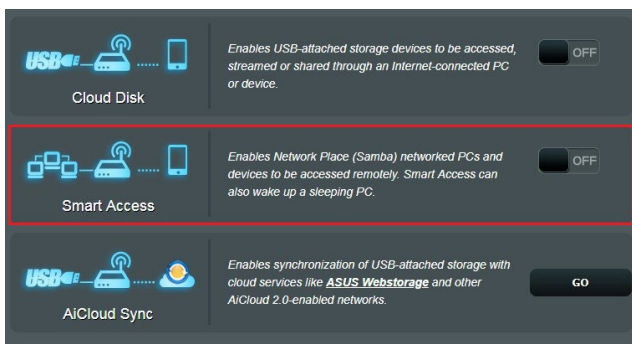 USB
Cloud Disk
Enables USB-attached storage devices to be accessed,
streamed or shared through an Internet-connected PC
or device.
OFF
Smart Access
Enables Network Place (Samba) networked PCs and
devices to be accessed remotely. Smart Access can
also wake up a sleeping PC.
OFF
USB
AiCloud Sync
Enables synchronization of USB-attached storage with
cloud services like ASUS Webstorage and other
AiCloud 2.0-enabled networks.
GO